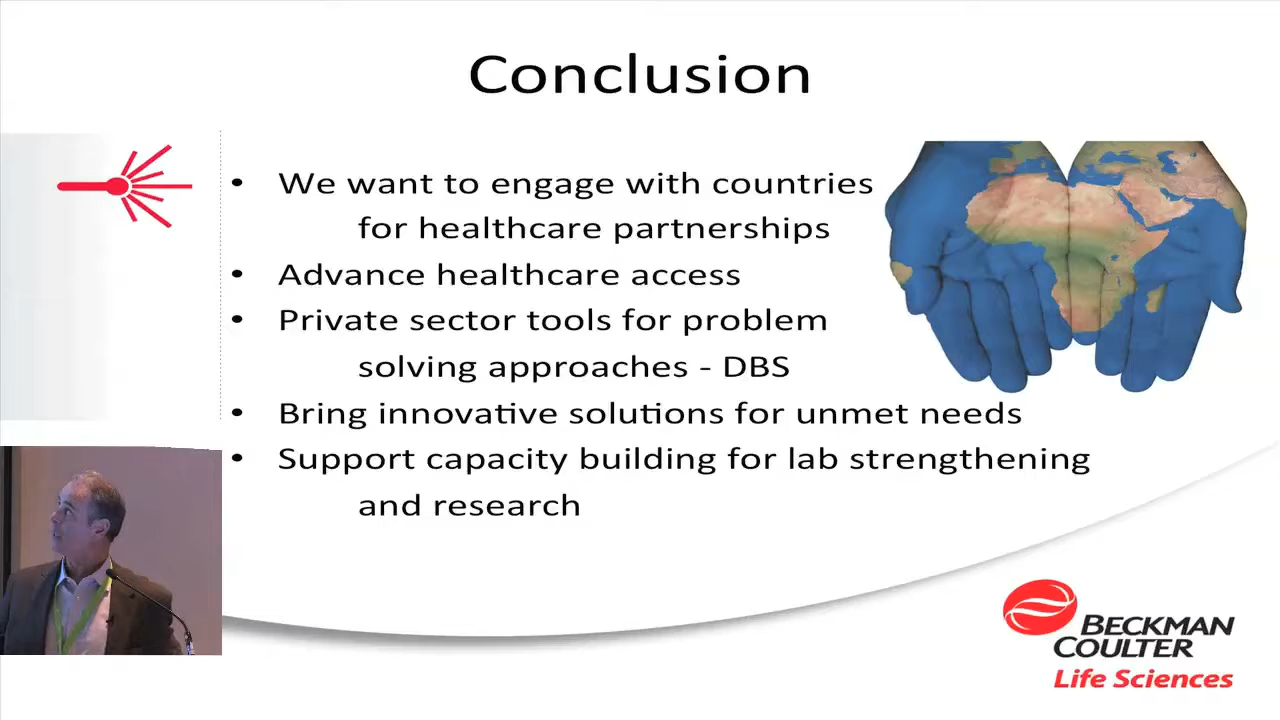 Conclusion
• We want to engage with countries
for healthcare partnerships
• Advance healthcare access
• Private sector tools for problem
solving approaches - DBS
• Bring innovative solutions for unmet needs
• Support capacity building for lab strengthening
and research
BECKMAN
COULTER
Life Sciences